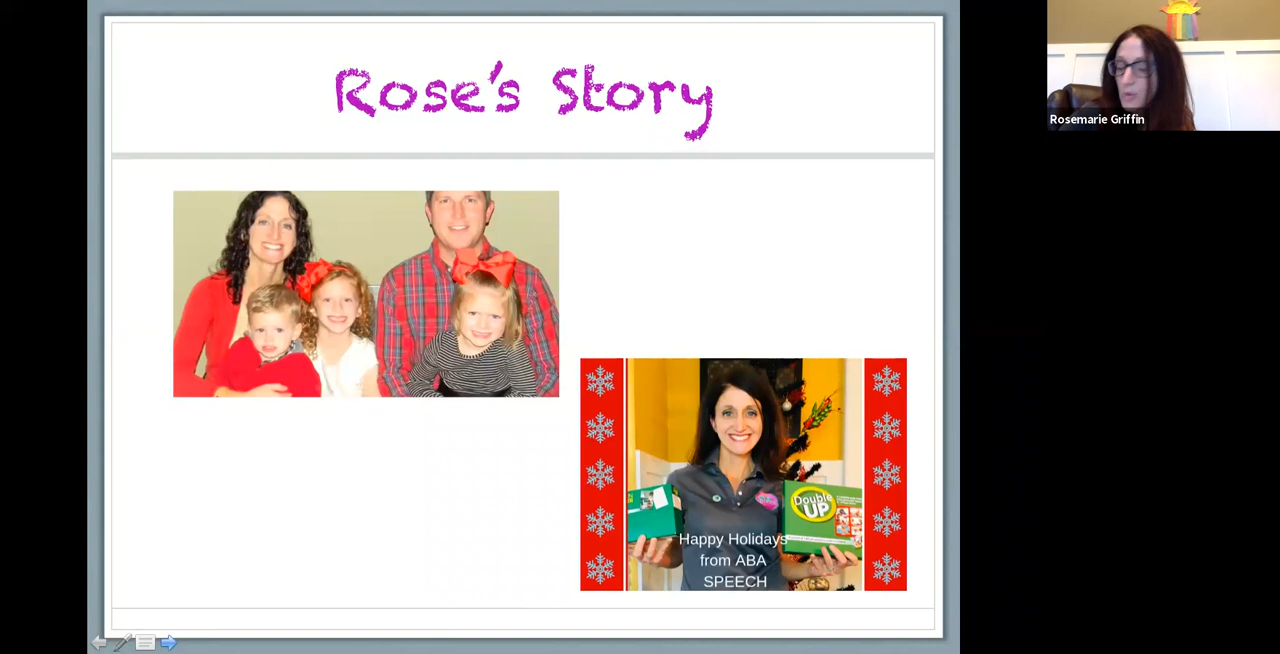 Rose's Story
Rosemarie Griffin
Double
UP
Happy Holidays
from ABA
SPEECH